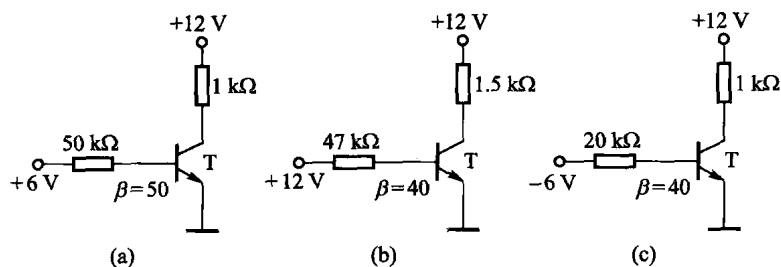 +12 V
1 kΩ
50 kΩ
T
+6 V
β=50
(a)
+12 V
1.5 kΩ
47 kΩ
T
+12 V
β=40
(b)
+12 V
1 kΩ
20 kΩ
T
-6 V
β=40
(c)